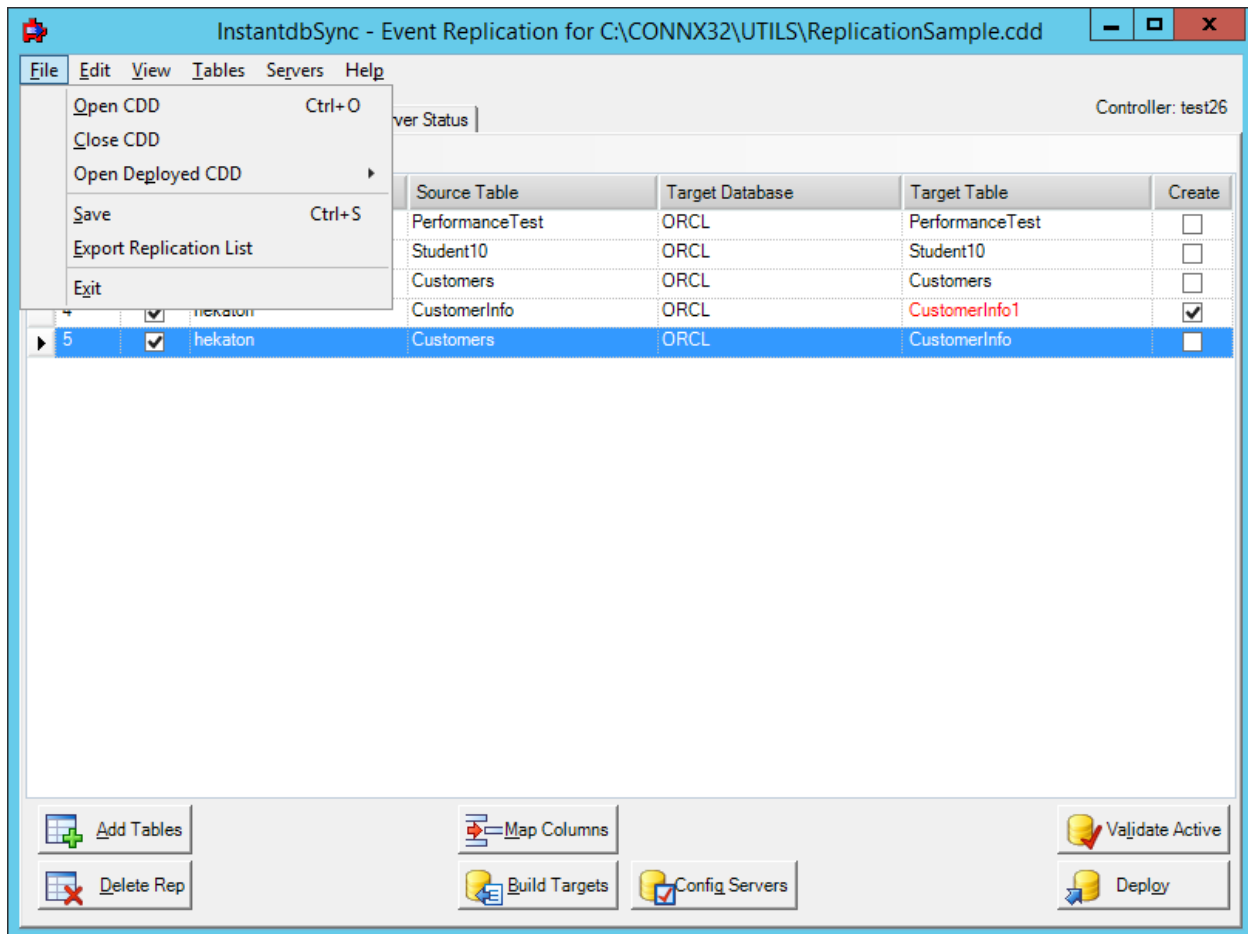 InstantdbSync - Event Replication for C:\CONNX32\UTILS\ReplicationSample.cdd
File Edit View Tables Servers Help
Open CDD Ctrl+O
Close CDD
Open Deployed CDD
Save Ctrl+S
Export Replication List
Exit
ver Status
Controller: test26
Source Table Target Database Target Table Create
PerformanceTest ORCL PerformanceTest
Student10 ORCL Student10
Customers ORCL Customers
4 hekaton CustomerInfo ORCL CustomerInfo1
5 hekaton Customers ORCL CustomerInfo
Add Tables Map Columns Validate Active
Delete Rep Build Targets Config Servers Deploy